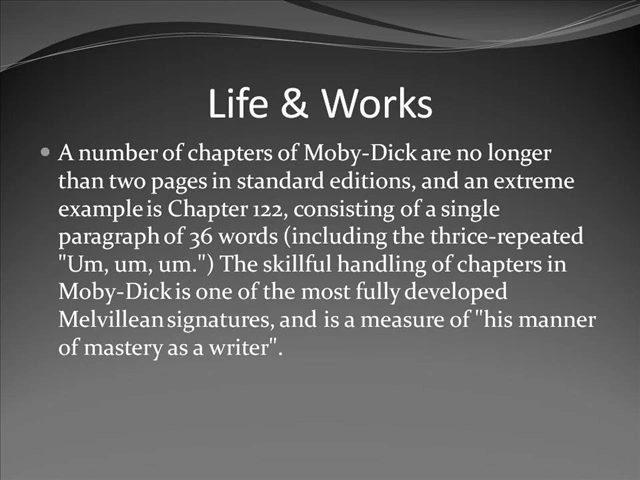 Life & Works
• A number of chapters of Moby-Dick are no longer
than two pages in standard editions, and an extreme
example is Chapter 122, consisting of a single
paragraph of 36 words (including the thrice-repeated
"Um, um, um.") The skillful handling of chapters in
Moby-Dick is one of the most fully developed
Melvillean signatures, and is a measure of "his manner
of mastery as a writer".